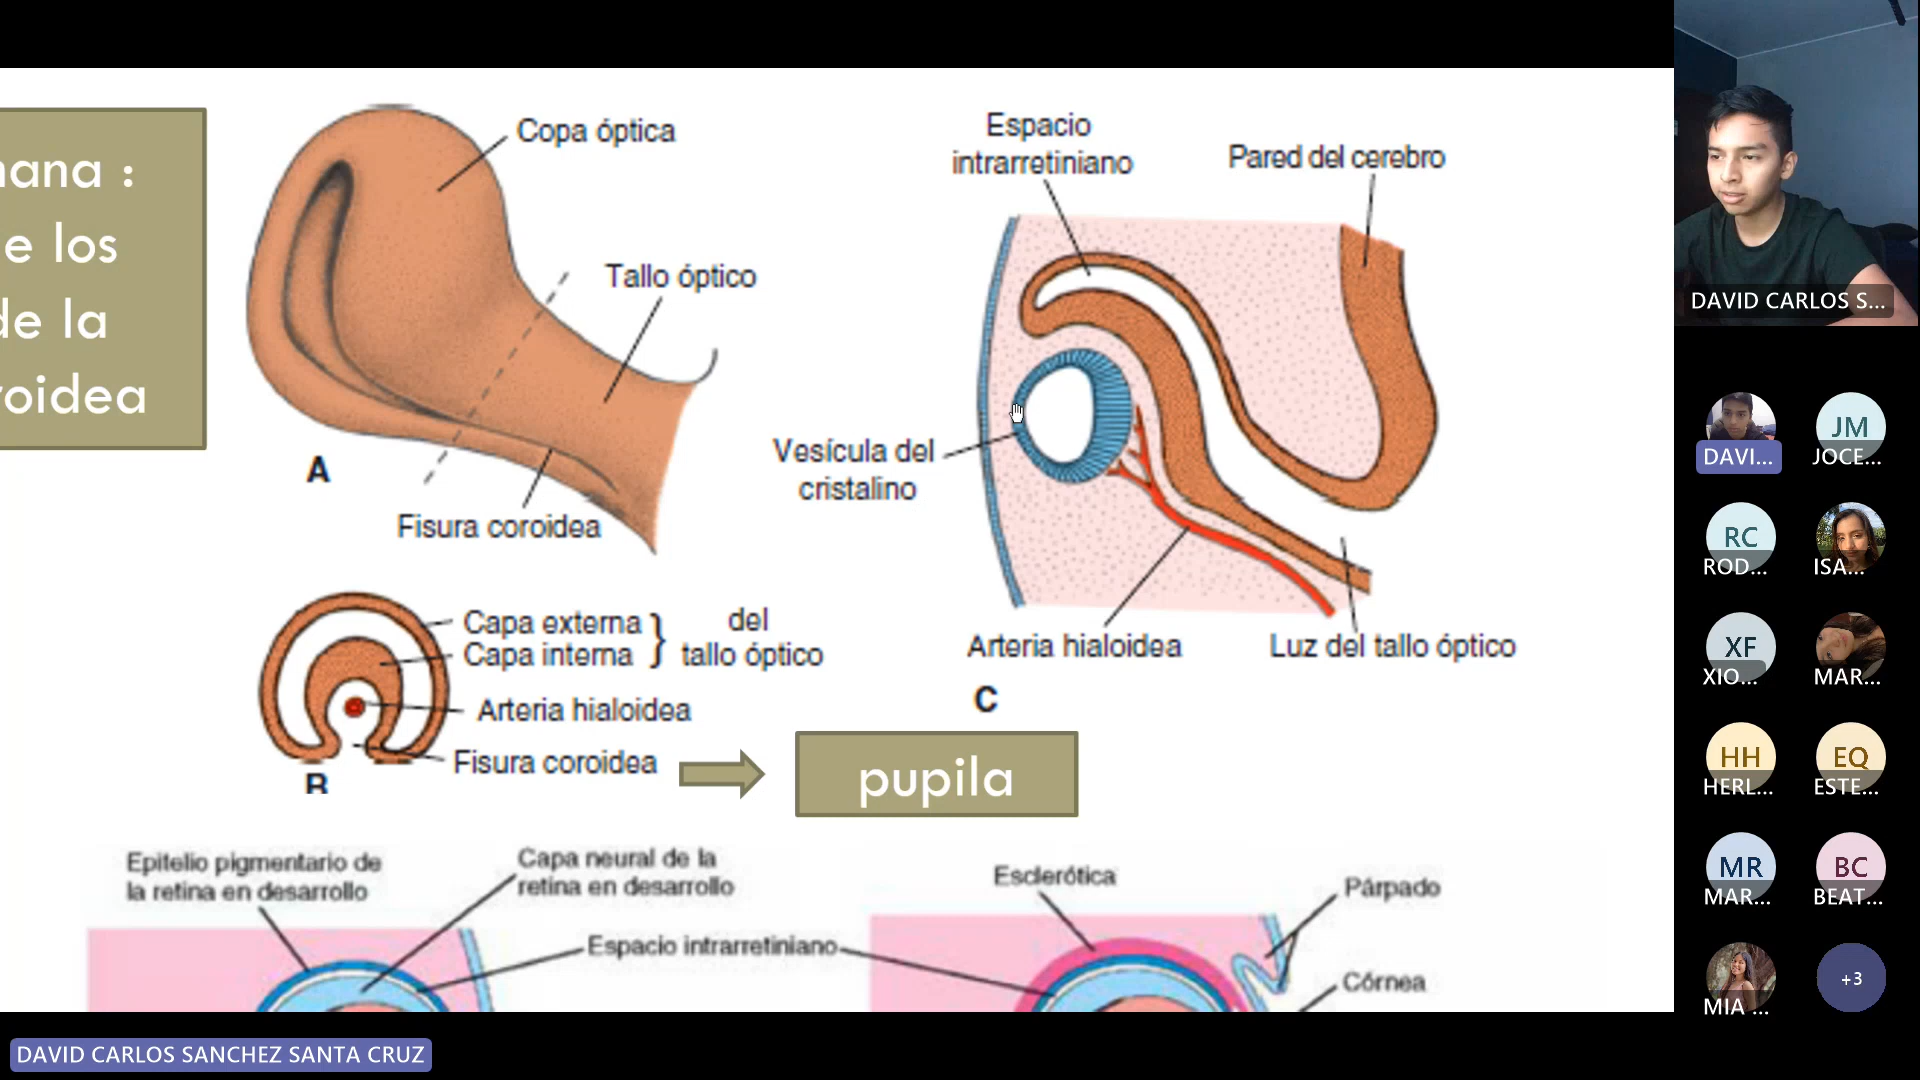 mana :
e los
de la
roidea
Copa óptica
Tallo óptico
A
Fisura coroidea
Capa externa } del
Capa interna } tallo óptico
Arteria hialoidea
Fisura coroidea
B
pupila
Espacio
intrarretiniano
Pared del cerebro
Vesícula del
cristalino
Arteria hialoidea
Luz del tallo óptico
C
Epitelio pigmentario de
la retina en desarrollo
Capa neural de la
retina en desarrollo
Espacio intrarretiniano
Esclerótica
Párpado
Córnea
DAVID CARLOS S...
DAVI...
JM
JOCE...
RC
ROD...
ISA...
XF
XIO...
MAR...
HH
HERL...
EQ
ESTE...
MR
MAR...
BC
BEAT...
MIA ...
+3
DAVID CARLOS SANCHEZ SANTA CRUZ